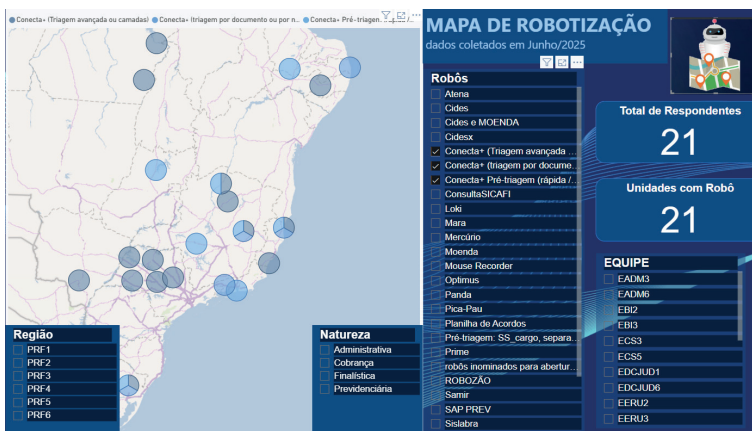 Conecta+ (Triagem avançada ou camadas) Conecta+ (triagem por documento ou por n... Conecta+ Pré-triagem
MAPA DE ROBOTIZAÇÃO
dados coletados em Junho/2025
Robôs
Atena
Cides
Cides e MOENDA
Cidesx
Conecta+ (Triagem avançada ...
Conecta+ (triagem por docume...
Conecta+ Pré-triagem (rápida /...
ConsultaSICAFI
Loki
Mara
Mercúrio
Moenda
Mouse Recorder
Optimus
Panda
Pica-Pau
Planilha de Acordos
Pré-triagem: SS_cargo, separa...
Prime
robôs inominados para abertur...
ROBOZÃO
Samir
SAP PREV
Sislabra
Total de Respondentes
21
Unidades com Robô
21
EQUIPE
EADM3
EADM6
EBI2
EBI3
ECS3
ECS5
EDCJUD1
EDCJUD6
EERU2
EERU3
Região
PRF1
PRF2
PRF3
PRF4
PRF5
PRF6
Natureza
Administrativa
Cobrança
Finalística
Previdenciária